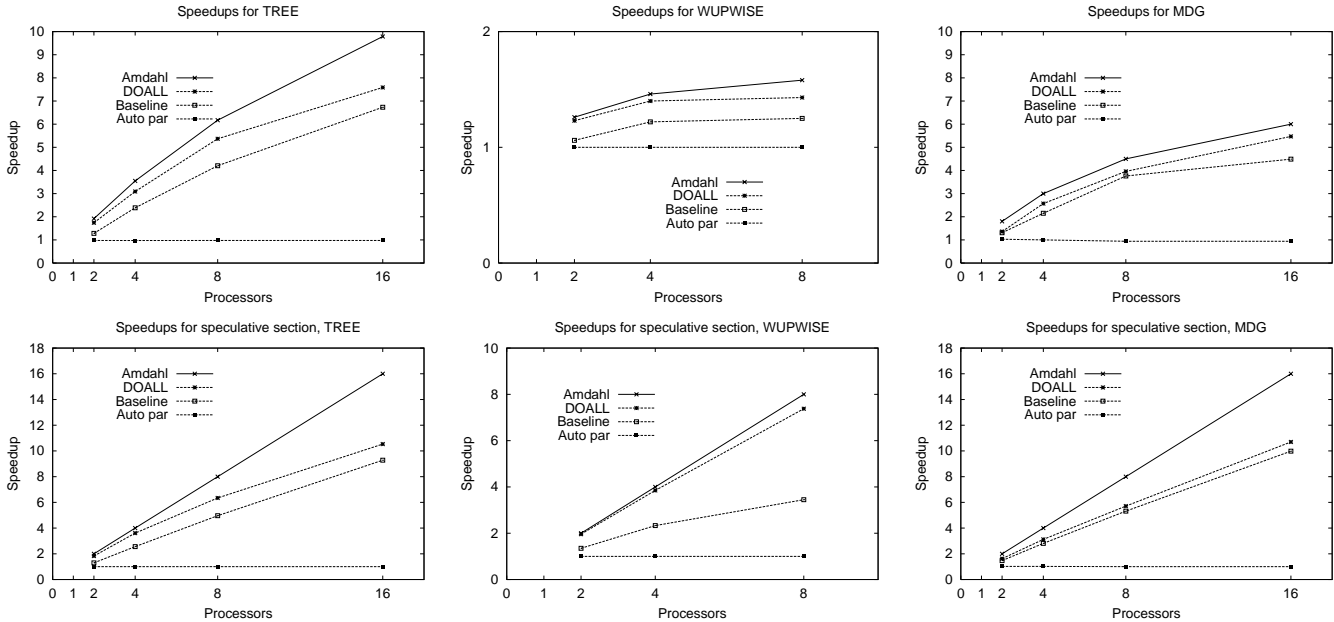 Speedups for TREE
Speedup
10
9
8
7
6
5
4
3
2
1
0
Amdahl
DOALL
Baseline
Auto par
0 1 2 4 8 16
Processors
Speedups for WUPWISE
Speedup
2
1
0
Amdahl
DOALL
Baseline
Auto par
0 1 2 4 8
Processors
Speedups for MDG
Speedup
10
9
8
7
6
5
4
3
2
1
0
Amdahl
DOALL
Baseline
Auto par
0 1 2 4 8 16
Processors
Speedups for speculative section, TREE
Speedup
18
16
14
12
10
8
6
4
2
0
Amdahl
DOALL
Baseline
Auto par
0 1 2 4 8 16
Processors
Speedups for speculative section, WUPWISE
Speedup
10
8
6
4
2
0
Amdahl
DOALL
Baseline
Auto par
0 1 2 4 8
Processors
Speedups for speculative section, MDG
Speedup
18
16
14
12
10
8
6
4
2
0
Amdahl
DOALL
Baseline
Auto par
0 1 2 4 8 16
Processors